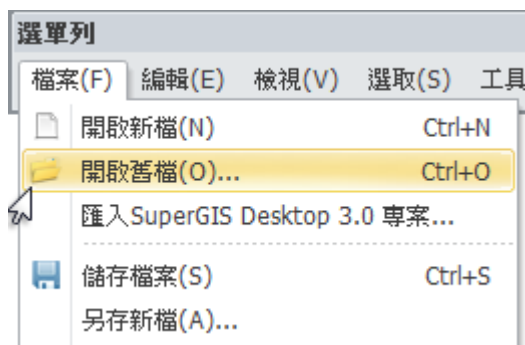 選單列
檔案(F) 編輯(E) 檢視(V) 選取(S) 工具
開啟新檔(N) Ctrl+N
開啟舊檔(O)... Ctrl+O
匯入SuperGIS Desktop 3.0 專案...
儲存檔案(S) Ctrl+S
另存新檔(A)...